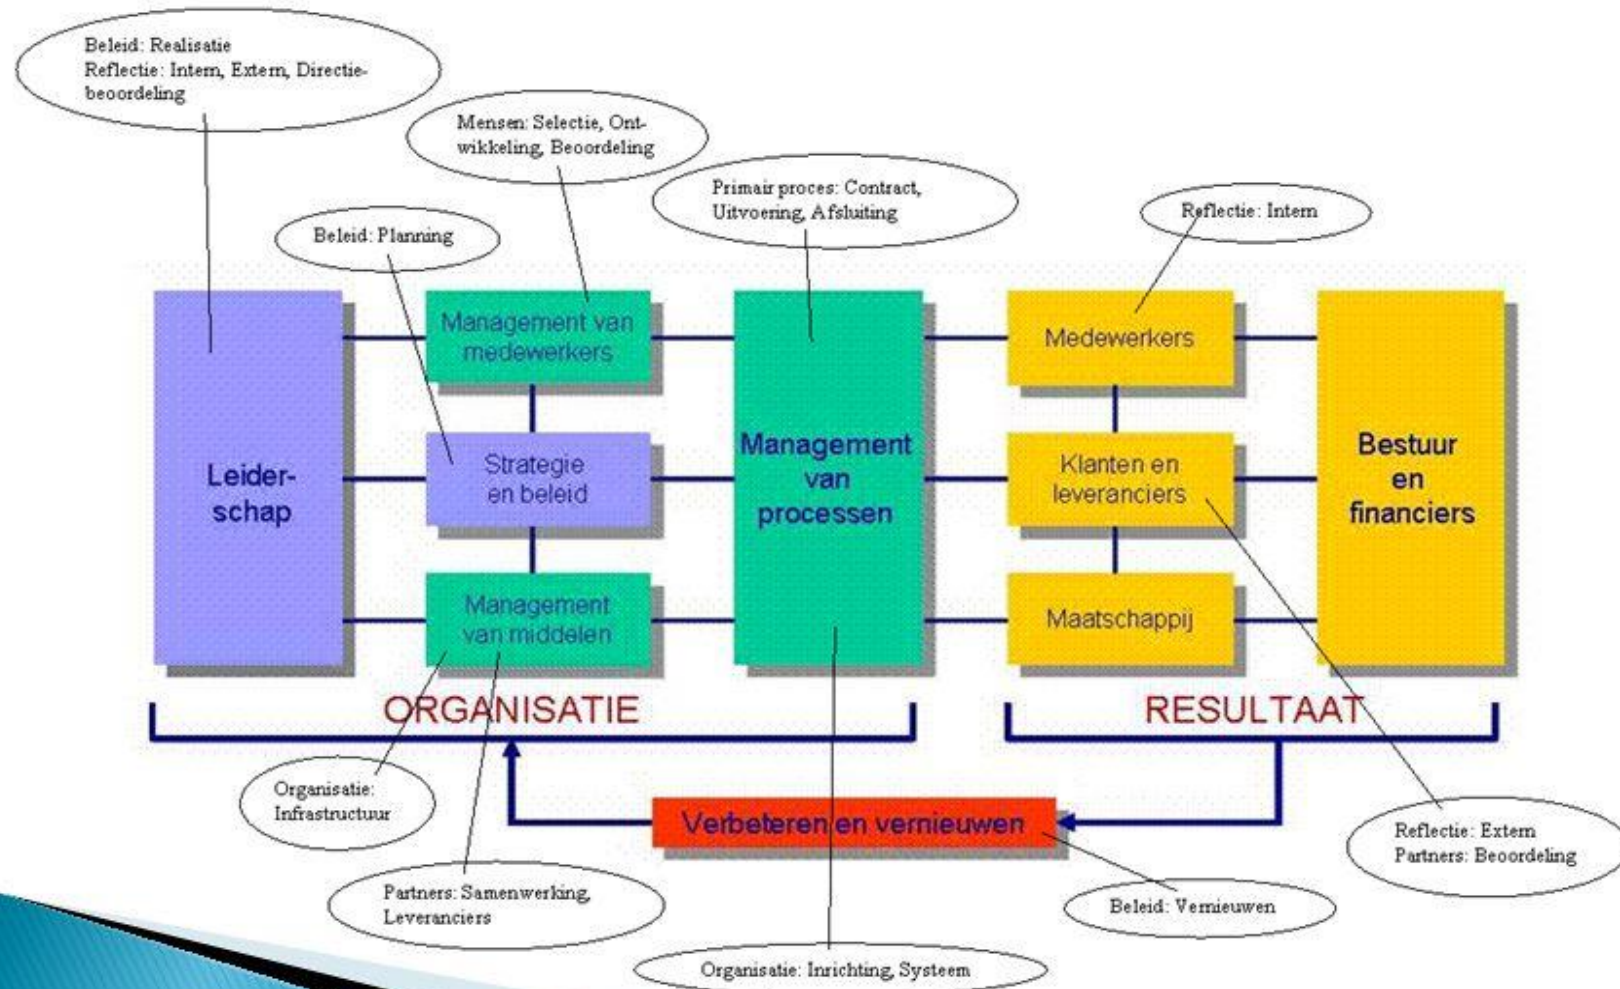 Beleid: Realisatie
Reflectie: Intern, Extern, Directie-
beoordeling
Mensen: Selectie, Ont-
wikkeling, Beoordeling
Primair proces: Contract,
Uitvoering, Afsluiting
Reflectie: Intern
Beleid: Planning
Leider-
schap
Management van
medewerkers
Strategie
en beleid
Management
van middelen
Management
van
processen
Medewerkers
Klanten en
leveranciers
Maatschappij
Bestuur
en
financiers
ORGANISATIE
RESULTAAT
Organisatie:
Infrastructuur
Verbeteren en vernieuwen
Reflectie: Extern
Partners: Beoordeling
Partners: Samenwerking,
Leveranciers
Beleid: Vernieuwen
Organisatie: Inrichting, Systeem